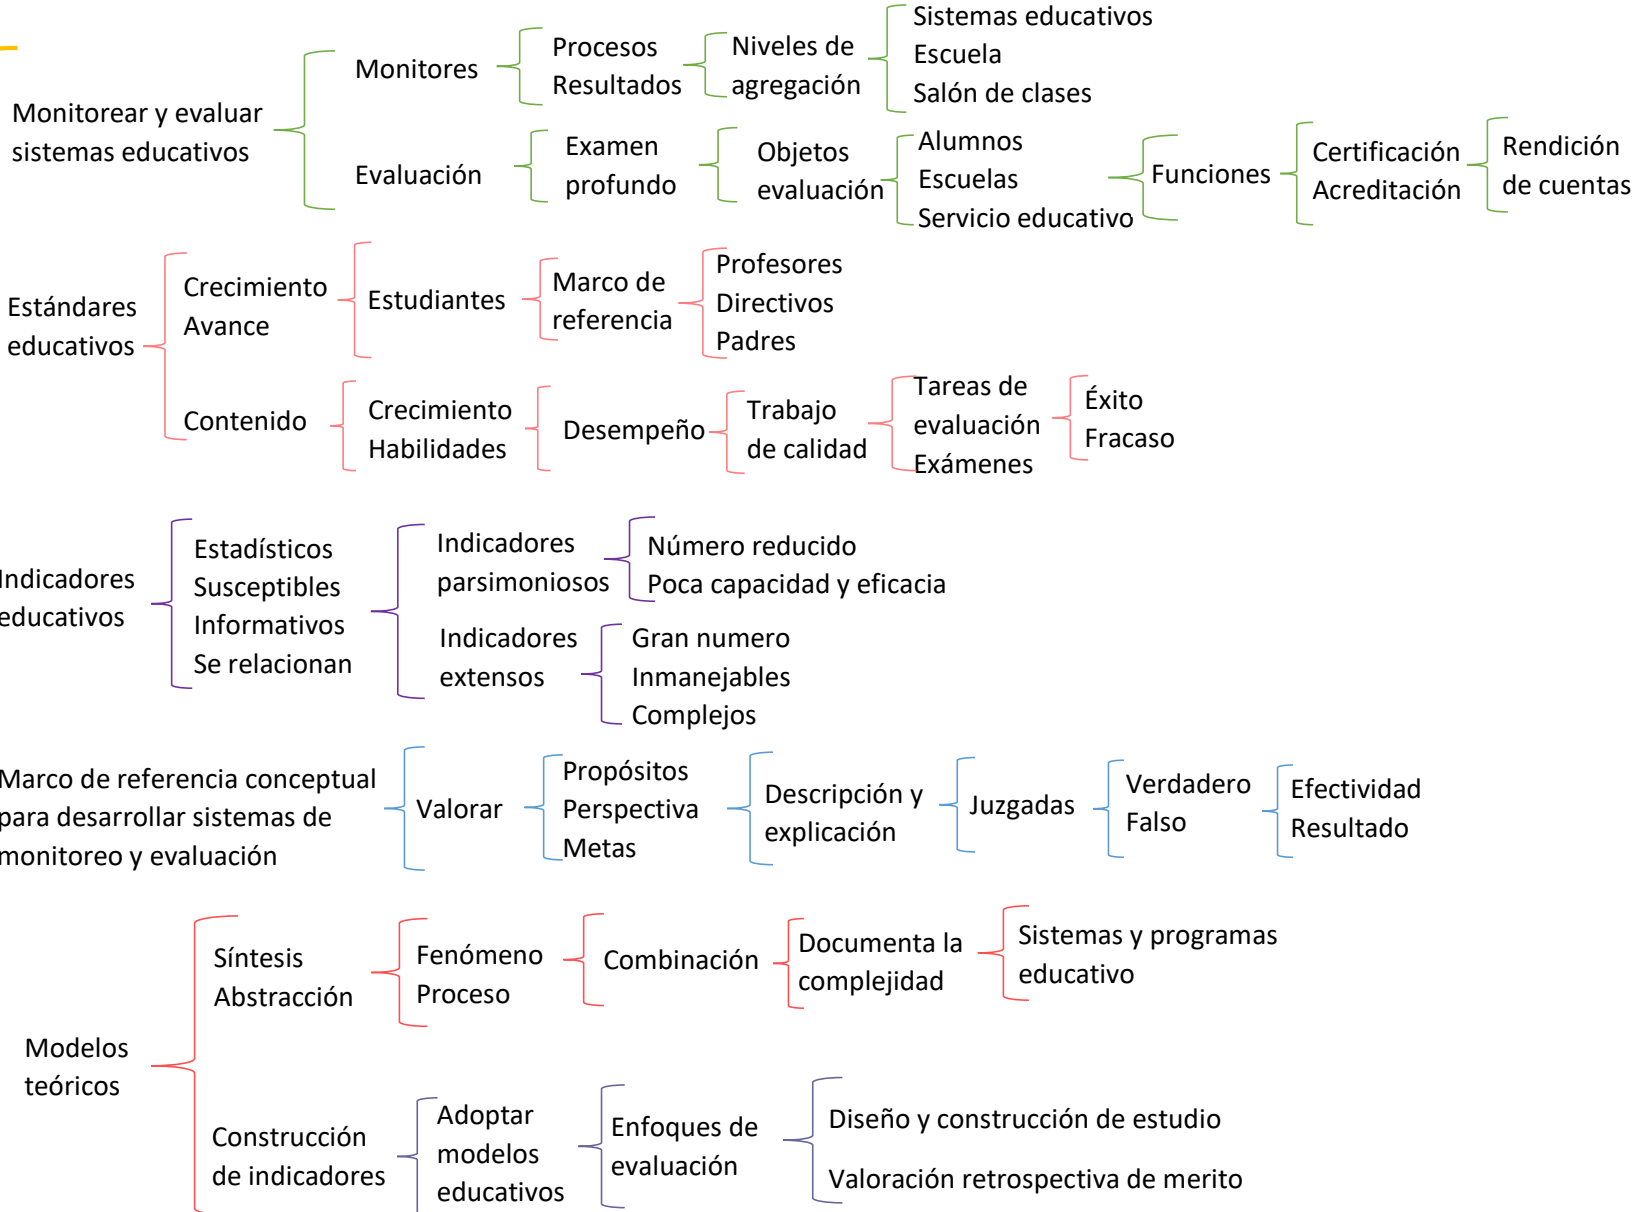 Monitorear y evaluar
sistemas educativos
Monitores
Procesos
Resultados
Niveles de
agregación
Sistemas educativos
Escuela
Salón de clases
Evaluación
Examen
profundo
Objetos
evaluación
Alumnos
Escuelas
Servicio educativo
Funciones
Certificación
Acreditación
Rendición
de cuentas
Estándares
educativos
Crecimiento
Avance
Estudiantes
Marco de
referencia
Profesores
Directivos
Padres
Contenido
Crecimiento
Habilidades
Desempeño
Trabajo
de calidad
Tareas de
evaluación
Exámenes
Éxito
Fracaso
Indicadores
educativos
Estadísticos
Susceptibles
Informativos
Se relacionan
Indicadores
parsimoniosos
Número reducido
Poca capacidad y eficacia
Indicadores
extensos
Gran numero
Inmanejables
Complejos
Marco de referencia conceptual
para desarrollar sistemas de
monitoreo y evaluación
Valorar
Propósitos
Perspectiva
Metas
Descripción y
explicación
Juzgadas
Verdadero
Falso
Efectividad
Resultado
Modelos
teóricos
Síntesis
Abstracción
Fenómeno
Proceso
Combinación
Documenta la
complejidad
Sistemas y programas
educativo
Construcción
de indicadores
Adoptar
modelos
educativos
Enfoques de
evaluación
Diseño y construcción de estudio
Valoración retrospectiva de merito